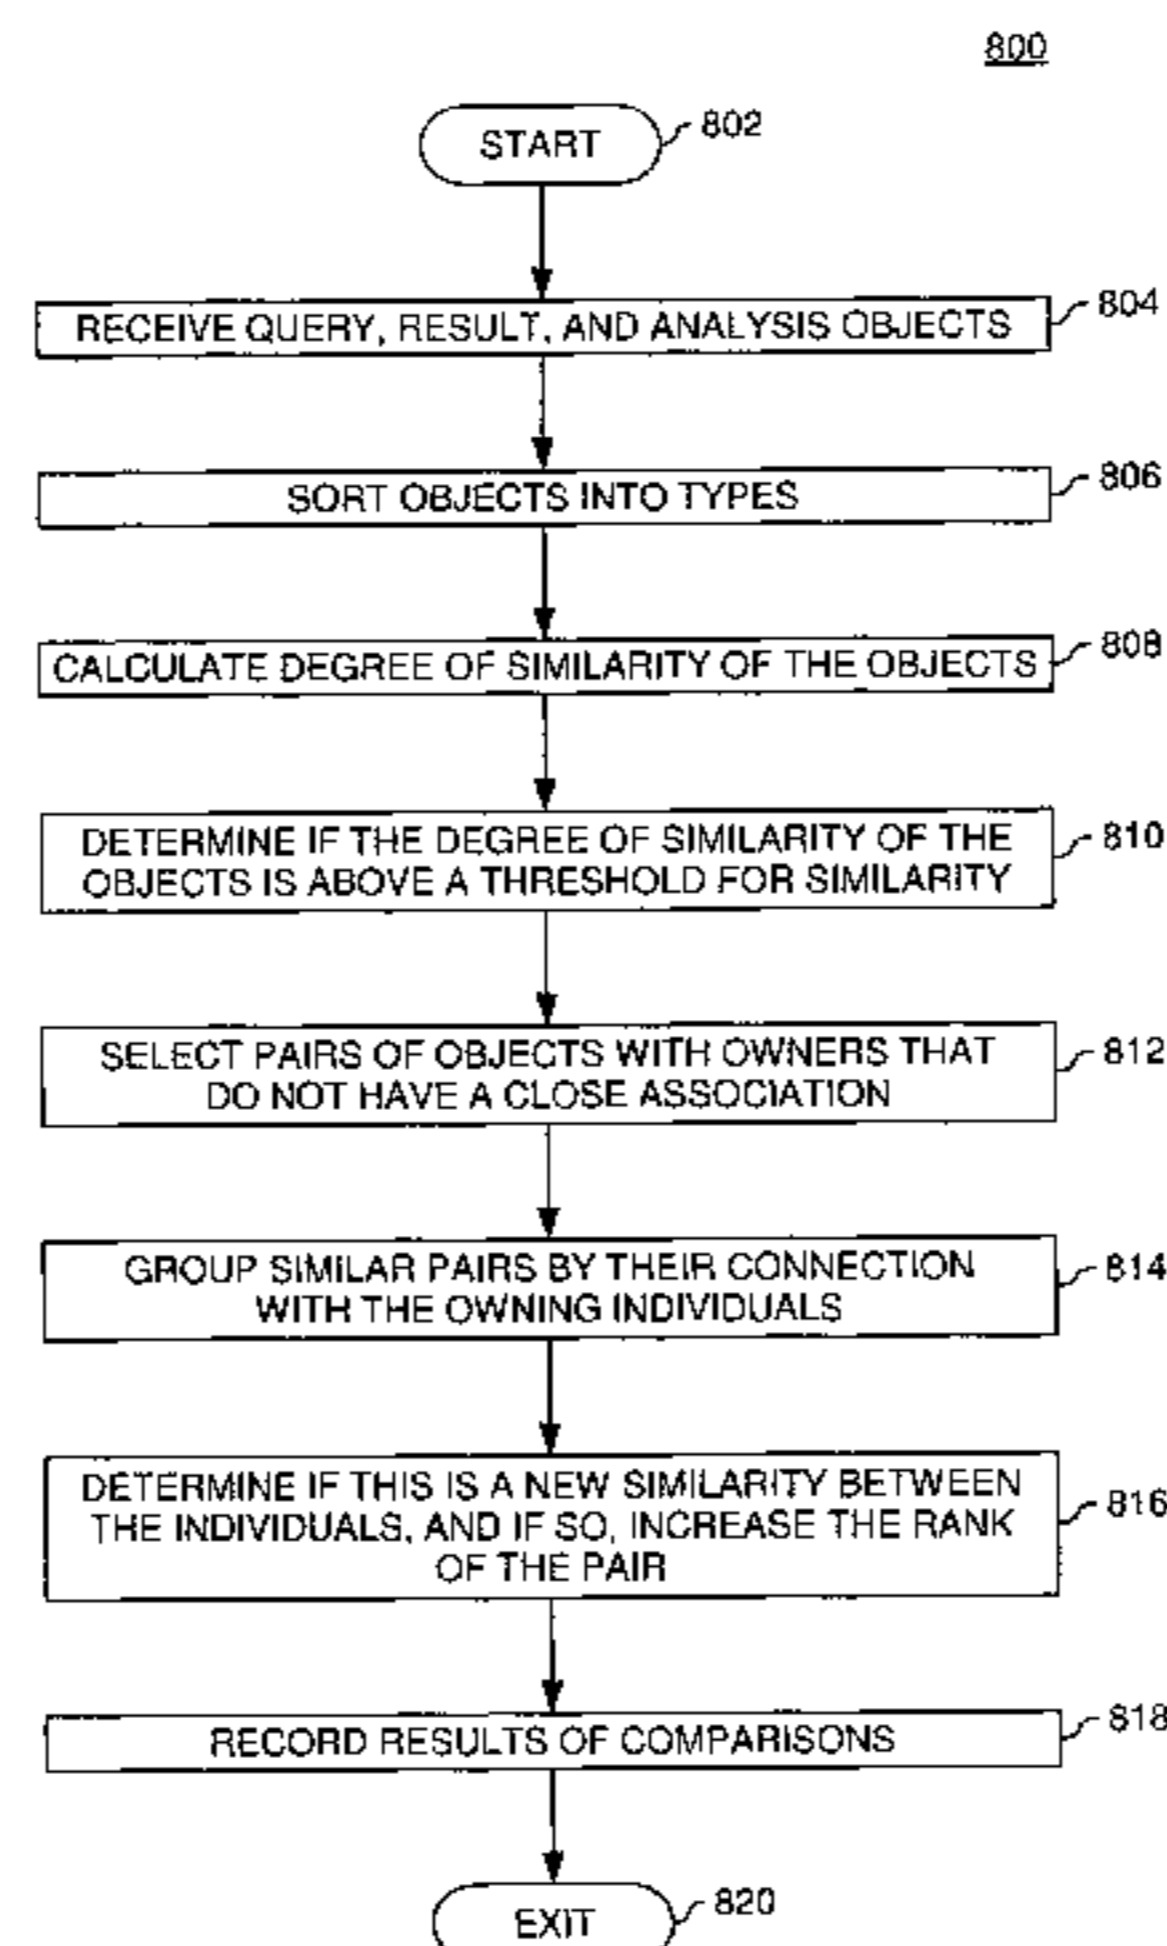 800
START
802
RECEIVE QUERY, RESULT, AND ANALYSIS OBJECTS
804
SORT OBJECTS INTO TYPES
806
CALCULATE DEGREE OF SIMILARITY OF THE OBJECTS
808
DETERMINE IF THE DEGREE OF SIMILARITY OF THE
OBJECTS IS ABOVE A THRESHOLD FOR SIMILARITY
810
SELECT PAIRS OF OBJECTS WITH OWNERS THAT
DO NOT HAVE A CLOSE ASSOCIATION
812
GROUP SIMILAR PAIRS BY THEIR CONNECTION
WITH THE OWNING INDIVIDUALS
814
DETERMINE IF THIS IS A NEW SIMILARITY BETWEEN
THE INDIVIDUALS, AND IF SO, INCREASE THE RANK
OF THE PAIR
816
RECORD RESULTS OF COMPARISONS
818
EXIT
820